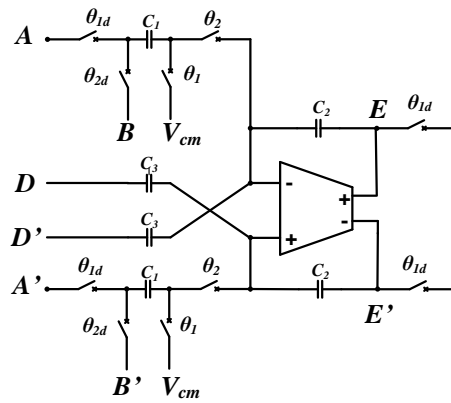 A θ1d C1 θ2
θ2d θ1
B Vcm
C2 E θ1d
D C3
- +
D' C3
+ -
A' θ1d C1 θ2 C2 θ1d
θ2d θ1 E'
B' Vcm